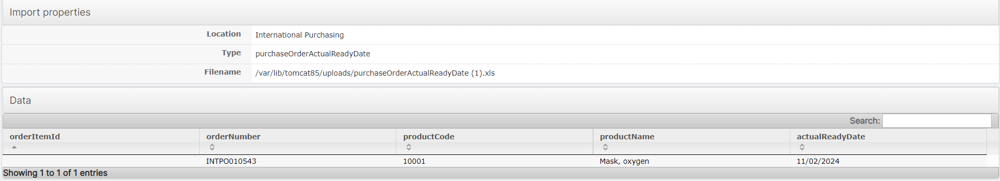 Import properties
Location International Purchasing
Type purchaseOrderActualReadyDate
Filename /var/lib/tomcat85/uploads/purchaseOrderActualReadyDate (1).xls
Data
Search:
orderItemId orderNumber productCode productName actualReadyDate
INTPO010543 10001 Mask, oxygen 11/02/2024
Showing 1 to 1 of 1 entries